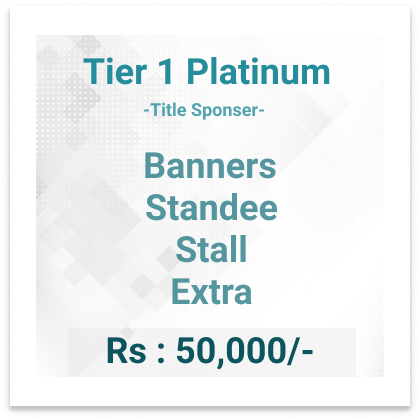 Tier 1 Platinum
-Title Sponser-
Banners
Standee
Stall
Extra
Rs : 50,000/-